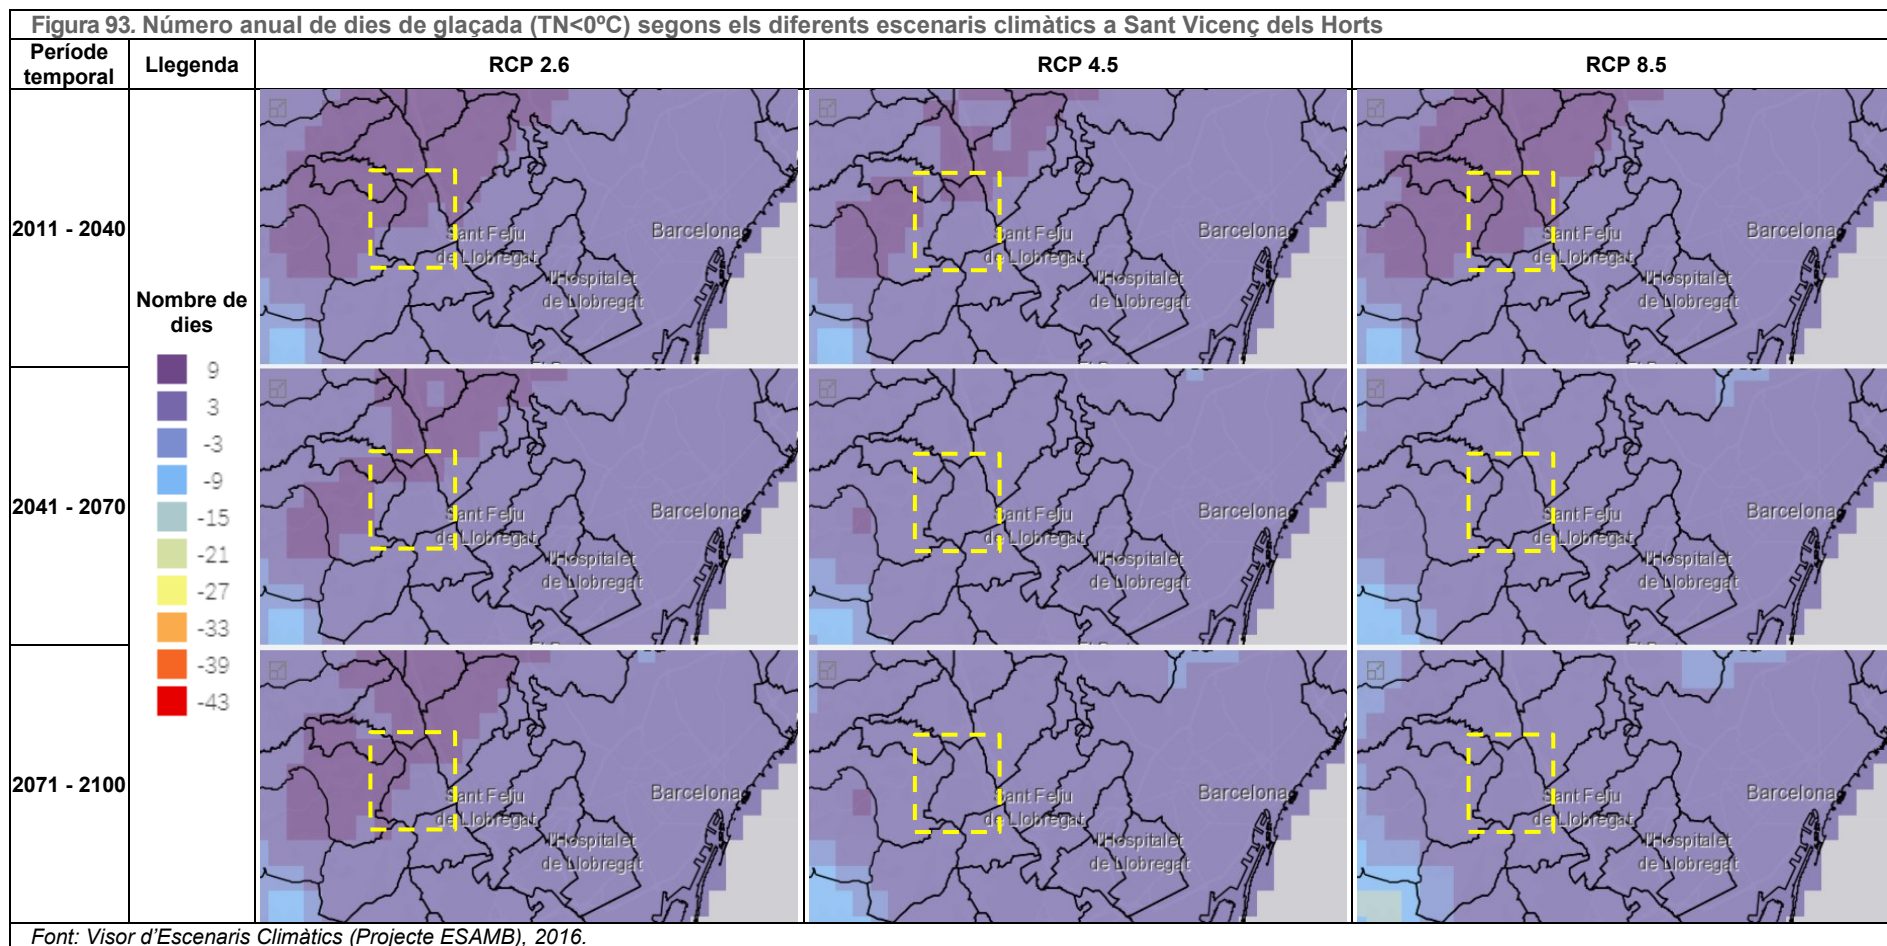 Figura 93. Número anual de dies de glaçada (TN<0ºC) segons els diferents escenaris climàtics a Sant Vicenç dels Horts
Període temporal
Llegenda
RCP 2.6
RCP 4.5
RCP 8.5
2011 - 2040
Nombre de dies
9
3
-3
-9
-15
-21
-27
-33
-39
-43
Sant Feliu
de Llobregat
Barcelona
l'Hospitalet
de Llobregat
Sant Feliu
de Llobregat
Barcelona
l'Hospitalet
de Llobregat
Sant Feliu
de Llobregat
Barcelona
l'Hospitalet
de Llobregat
2041 - 2070
Sant Feliu
de Llobregat
Barcelona
l'Hospitalet
de Llobregat
Sant Feliu
de Llobregat
Barcelona
l'Hospitalet
de Llobregat
Sant Feliu
de Llobregat
Barcelona
l'Hospitalet
de Llobregat
2071 - 2100
Sant Feliu
de Llobregat
Barcelona
l'Hospitalet
de Llobregat
Sant Feliu
de Llobregat
Barcelona
l'Hospitalet
de Llobregat
Sant Feliu
de Llobregat
Barcelona
l'Hospitalet
de Llobregat
Font: Visor d'Escenaris Climàtics (Projecte ESAMB), 2016.